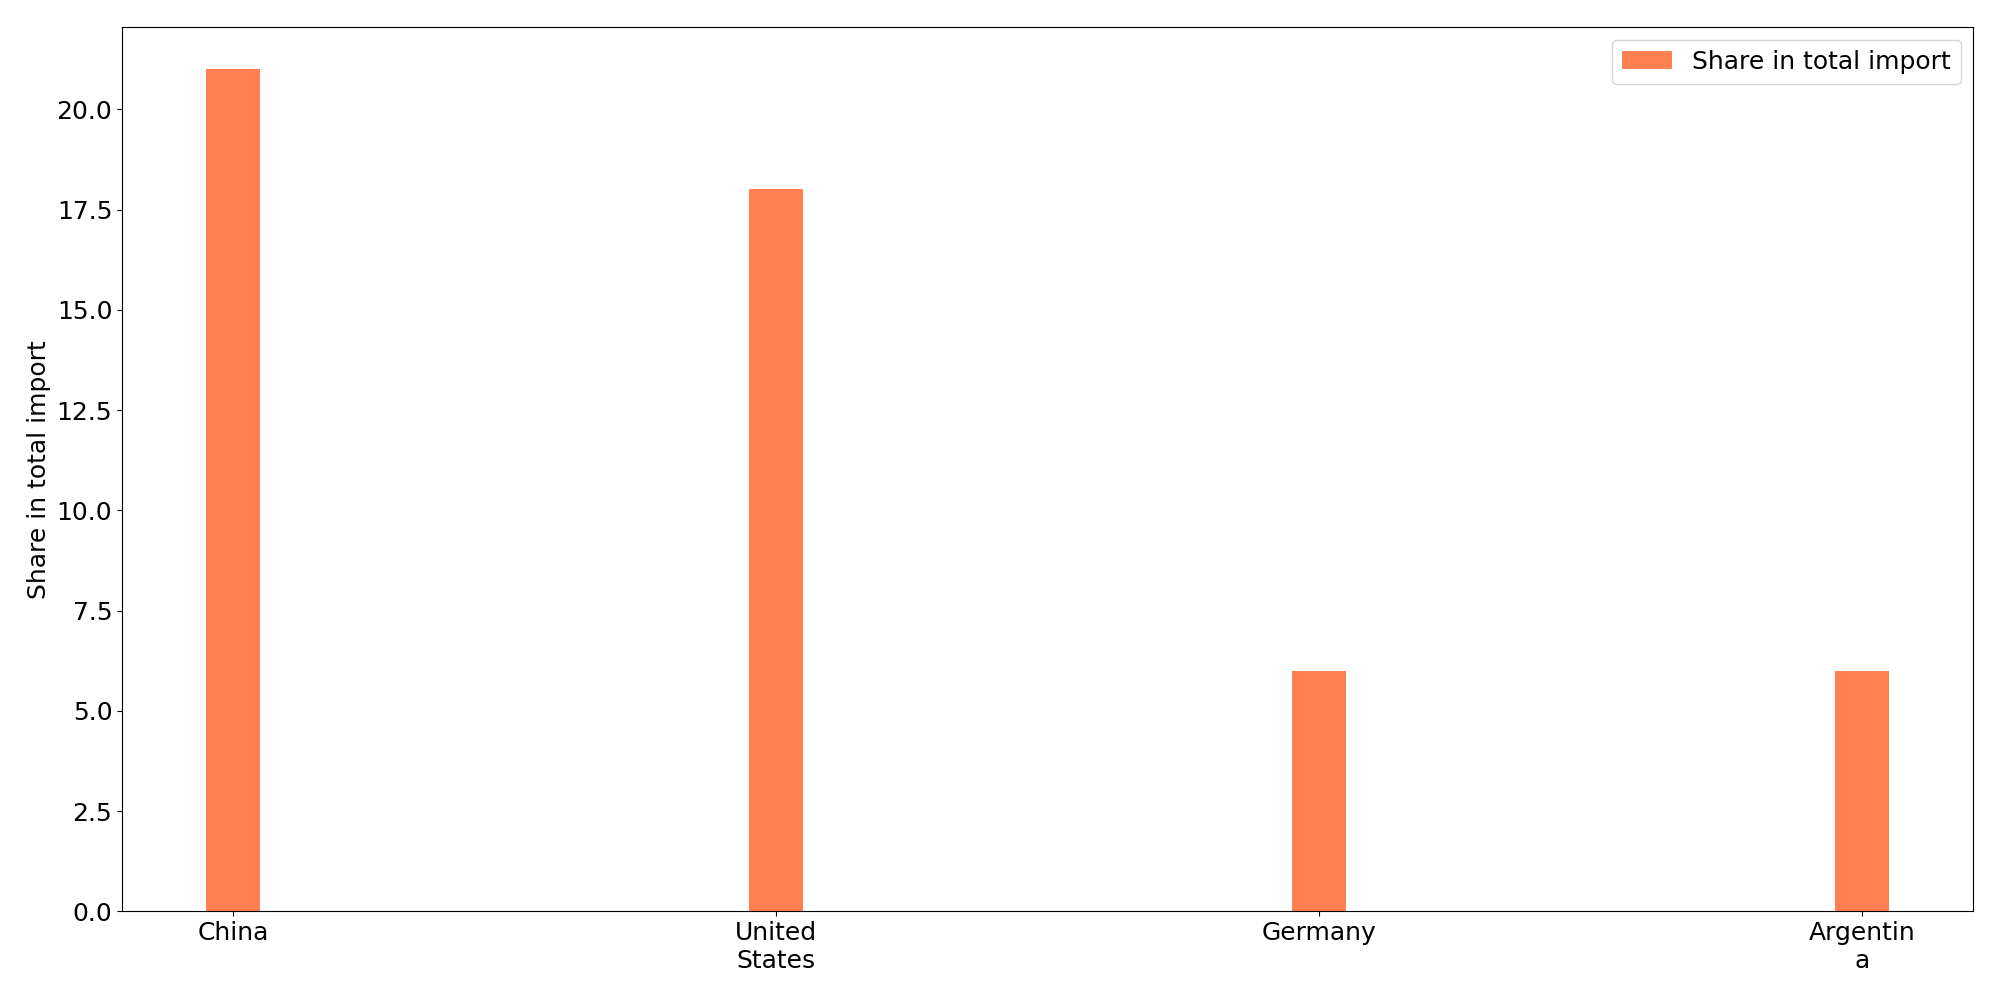 Share in total import
20.0
17.5
15.0
12.5
10.0
7.5
5.0
2.5
0.0
Share in total import
China
United
States
Germany
Argentin
a